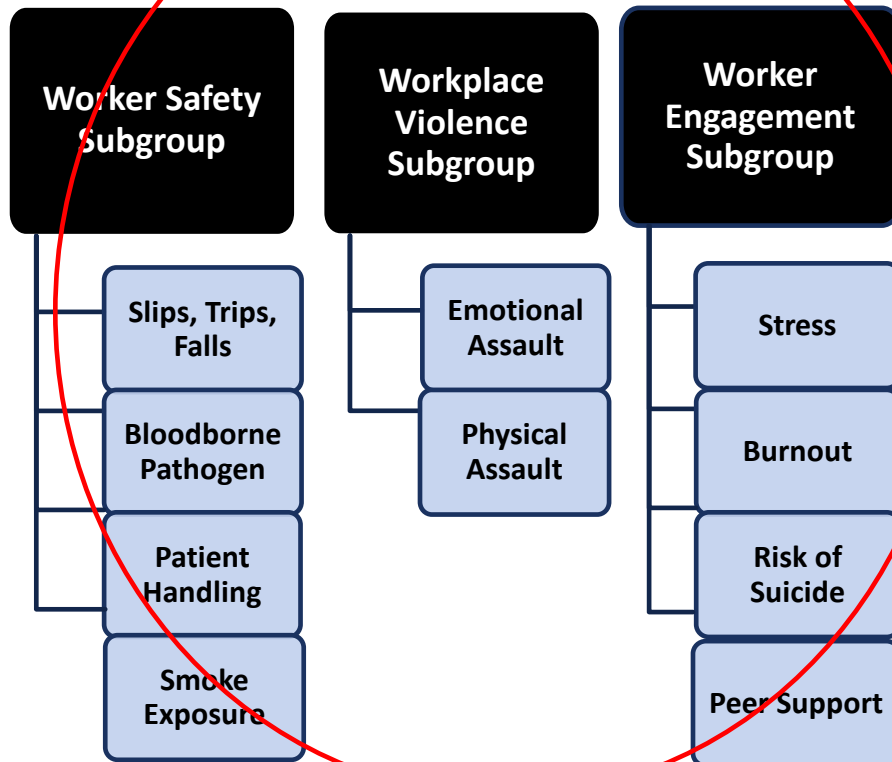 Worker Safety
Subgroup
Slips, Trips,
Falls
Bloodborne
Pathogen
Patient
Handling
Smoke
Exposure
Workplace
Violence
Subgroup
Emotional
Assault
Physical
Assault
Worker
Engagement
Subgroup
Stress
Burnout
Risk of
Suicide
Peer Support